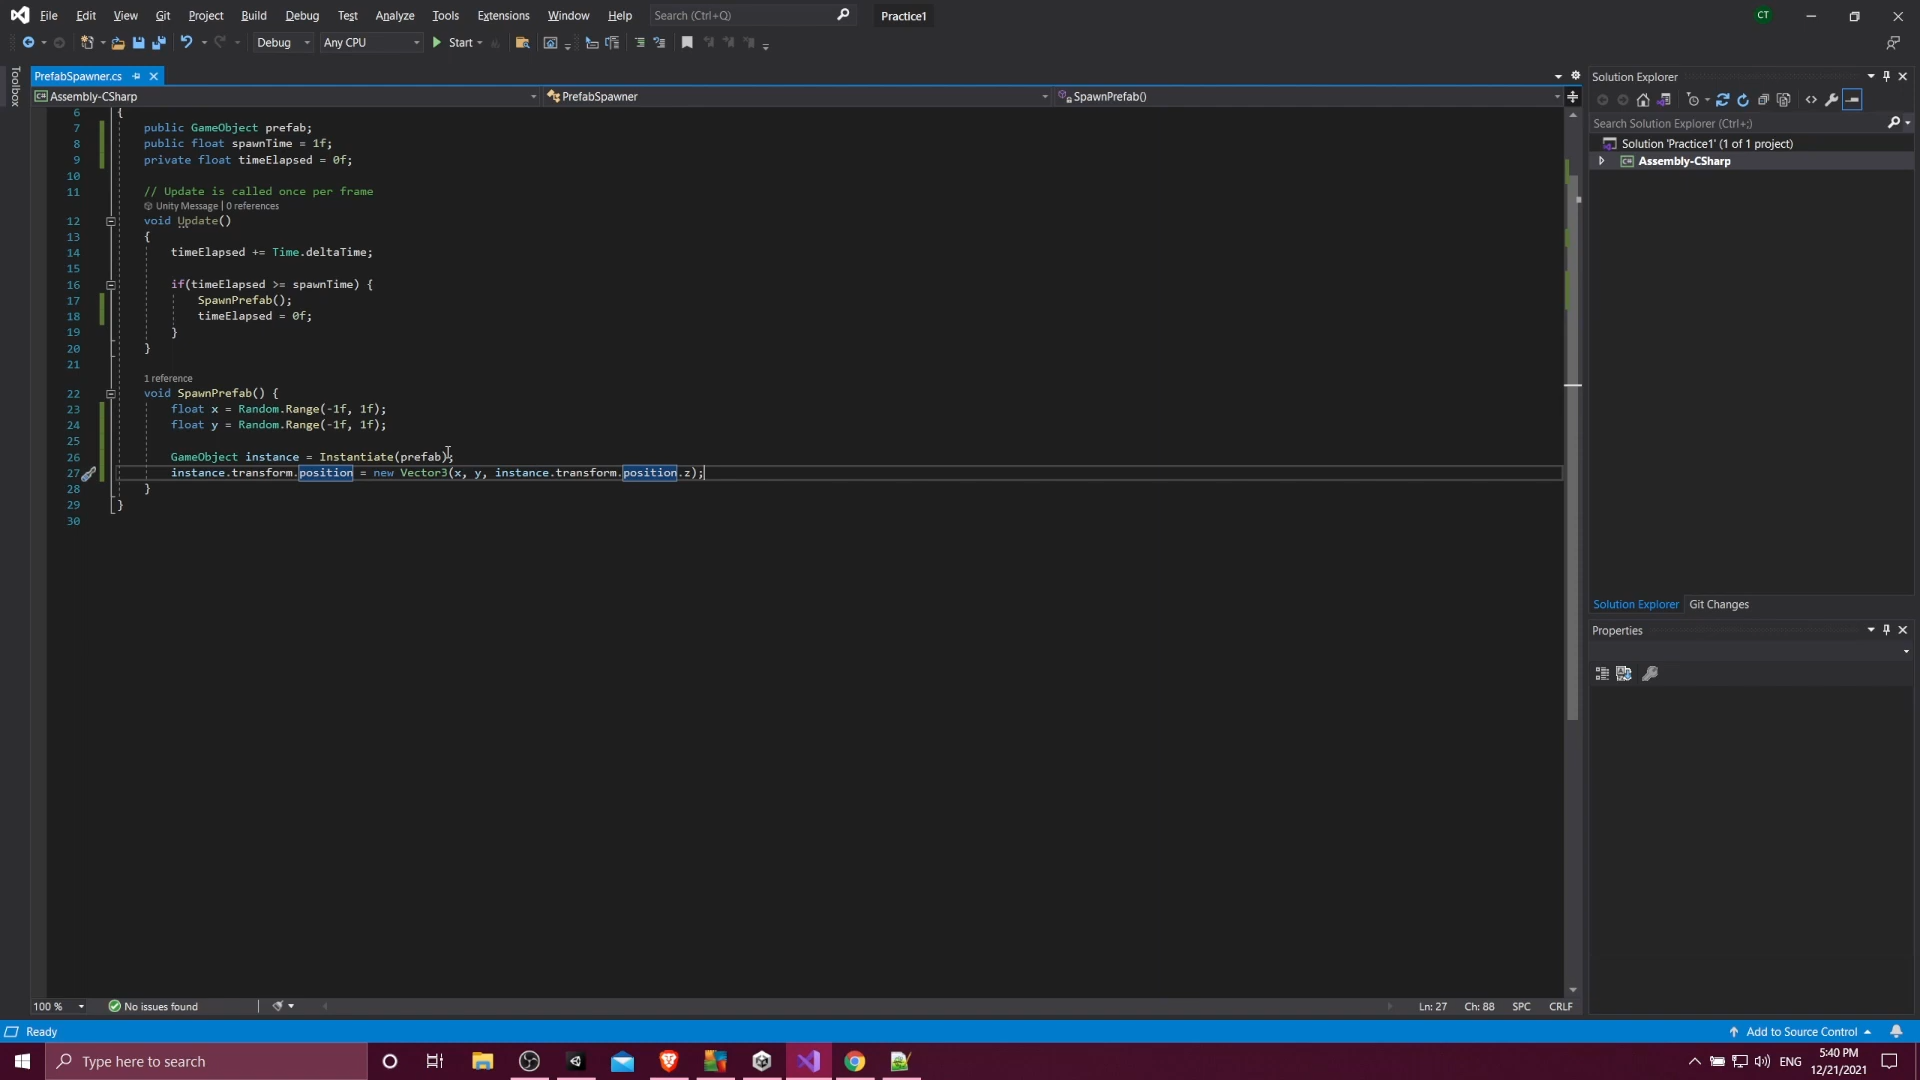 File Edit View Git Project Build Debug Test Analyze Tools Extensions Window Help Search (Ctrl+Q) Practice1 CT
Debug Any CPU Start
Toolbox
PrefabSpawner.cs
Assembly-CSharp PrefabSpawner SpawnPrefab()
6 {
7 public GameObject prefab;
8 public float spawnTime = 1f;
9 private float timeElapsed = 0f;
10
11 // Update is called once per frame
Unity Message | 0 references
12 void Update()
13 {
14 timeElapsed += Time.deltaTime;
15
16 if(timeElapsed >= spawnTime) {
17 SpawnPrefab();
18 timeElapsed = 0f;
19 }
20 }
21
1 reference
22 void SpawnPrefab() {
23 float x = Random.Range(-1f, 1f);
24 float y = Random.Range(-1f, 1f);
25
26 GameObject instance = Instantiate(prefab);
27 instance.transform.position = new Vector3(x, y, instance.transform.position.z);
28 }
29 }
30
Solution Explorer
Search Solution Explorer (Ctrl+;)
Solution 'Practice1' (1 of 1 project)
Assembly-CSharp
Solution Explorer Git Changes
Properties
100 % No issues found Ln: 27 Ch: 88 SPC CRLF
Ready Add to Source Control
Type here to search ENG 5:40 PM
12/21/2021